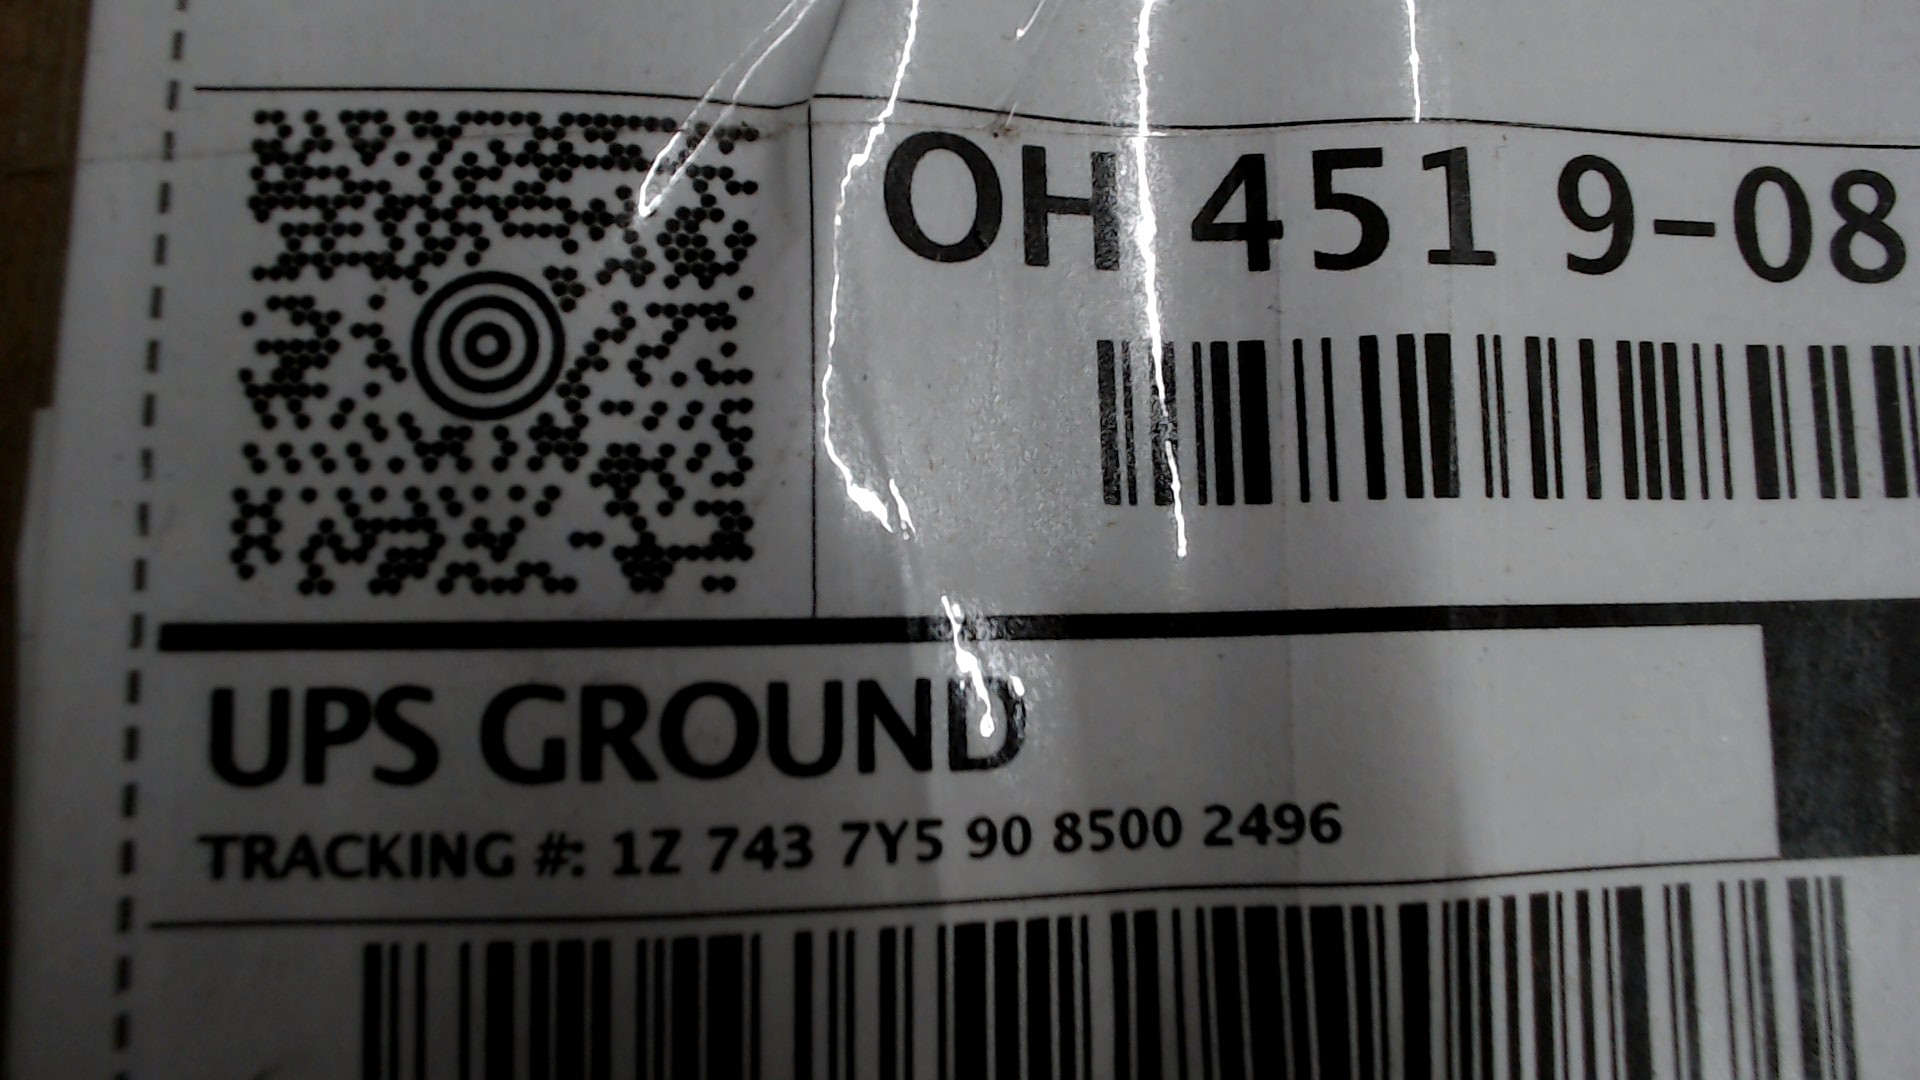 OH 451 9-08
UPS GROUND
TRACKING #: 1Z 743 7Y5 90 8500 2496